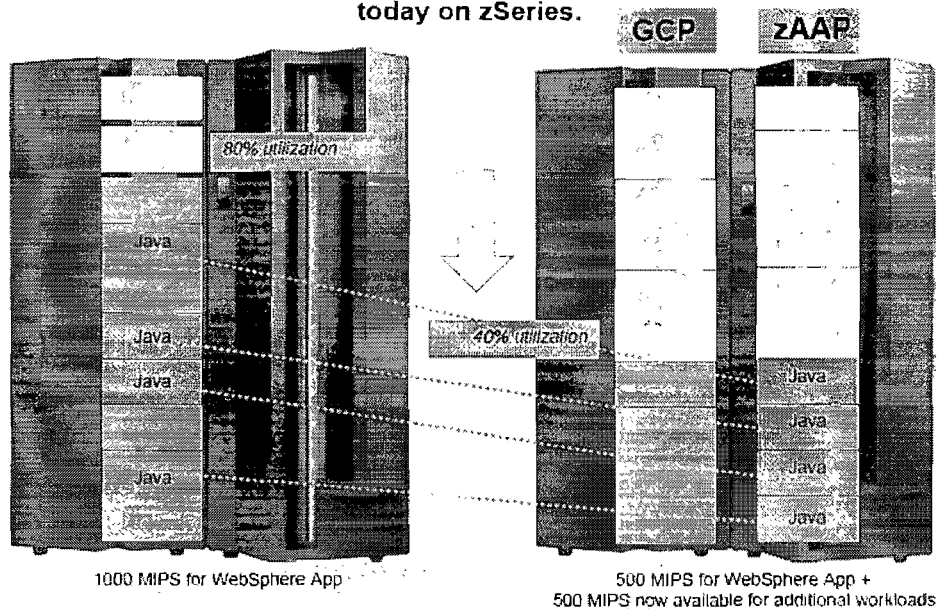 today on zSeries.
GCP
zAAP
80% utilization
Java
Java
Java
Java
40% utilization
Java
Java
Java
Java
1000 MIPS for WebSphere App
500 MIPS for WebSphere App +
500 MIPS now available for additional workloads